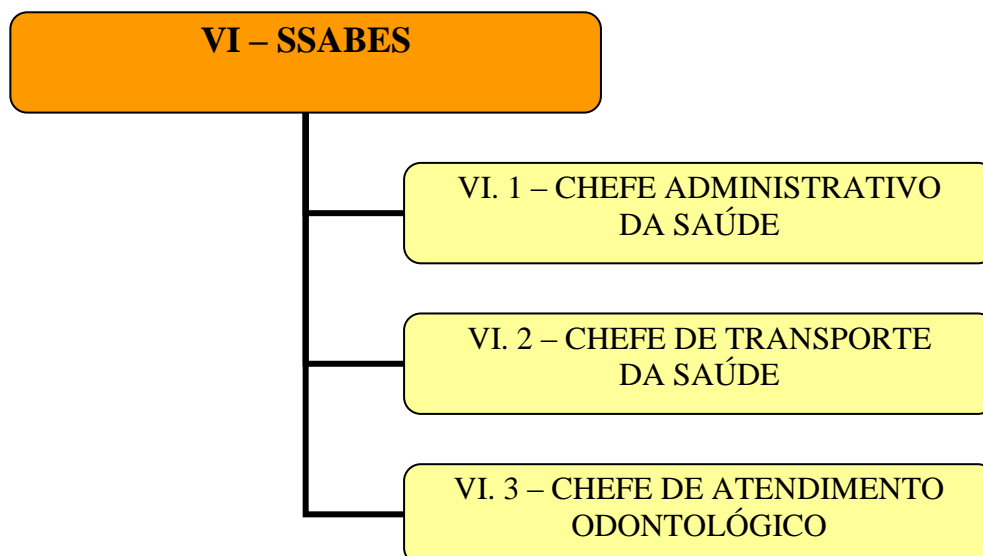 VI – SSABES
VI. 1 – CHEFE ADMINISTRATIVO
DA SAÚDE
VI. 2 – CHEFE DE TRANSPORTE
DA SAÚDE
VI. 3 – CHEFE DE ATENDIMENTO
ODONTOLÓGICO